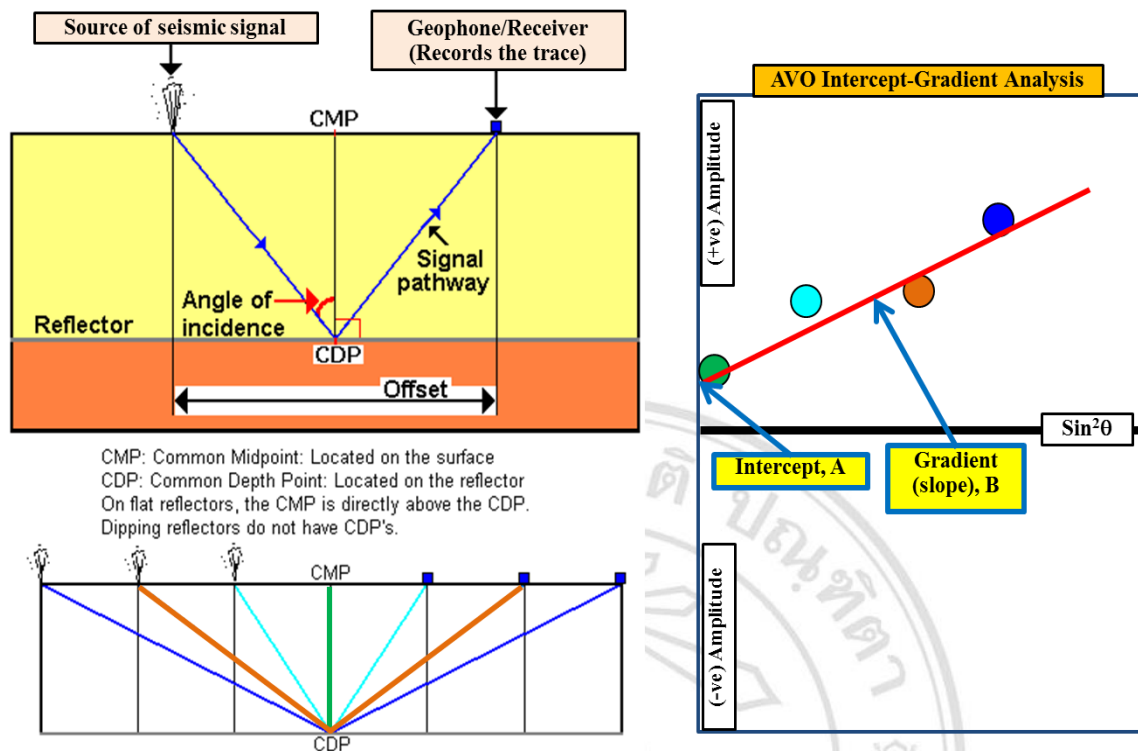 Source of seismic signal
Geophone/Receiver
(Records the trace)
CMP
Signal
pathway
Angle of
incidence
Reflector
CDP
Offset
CMP: Common Midpoint: Located on the surface
CDP: Common Depth Point: Located on the reflector
On flat reflectors, the CMP is directly above the CDP.
Dipping reflectors do not have CDP's.
CMP
CDP
AVO Intercept-Gradient Analysis
(+ve) Amplitude
Sin²θ
Intercept, A
Gradient
(slope), B
(-ve) Amplitude